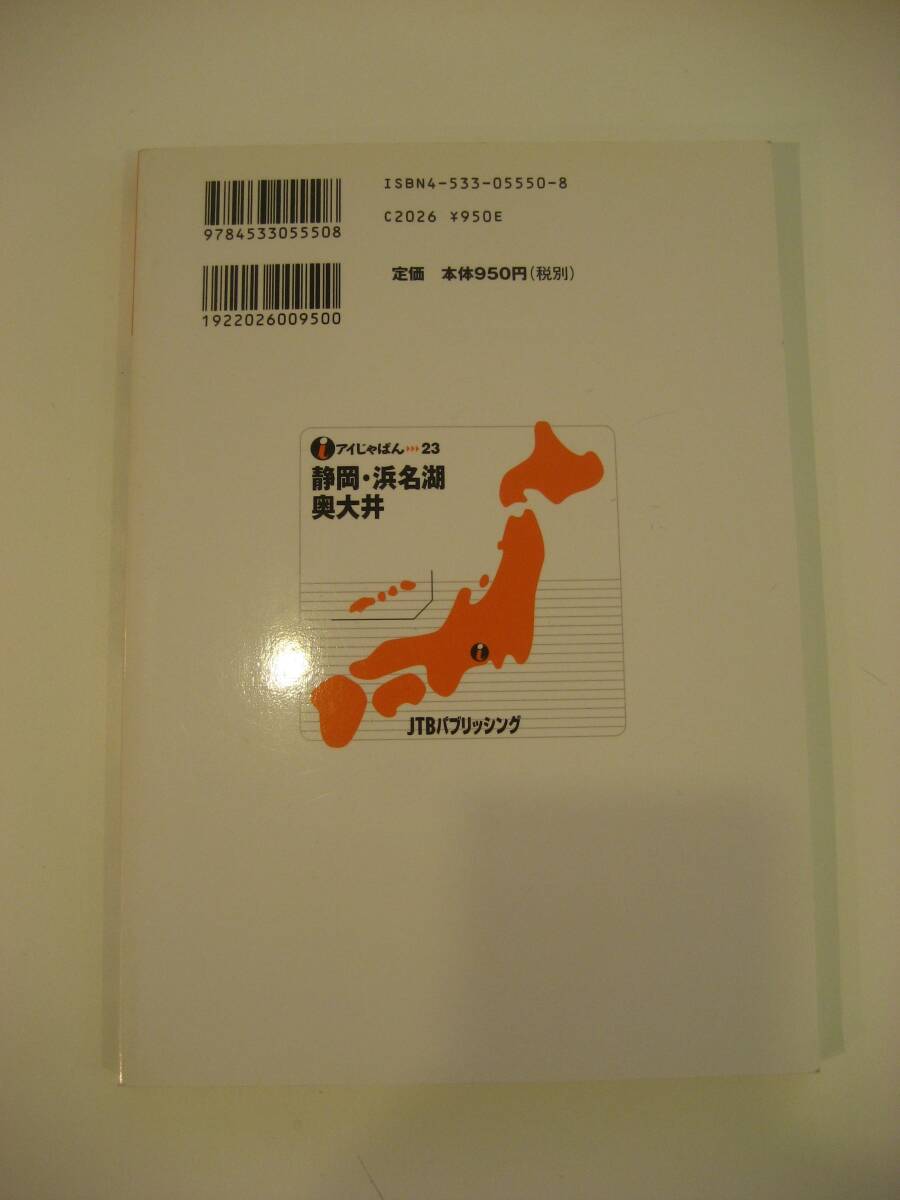 ISBN4-533-05550-8
9784533055508
C2026 ¥950E
定価 本体950円(税別)
1922026009500
i アイじゃぱん 23
静岡・浜名湖
奥大井
i
JTBパブリッシング